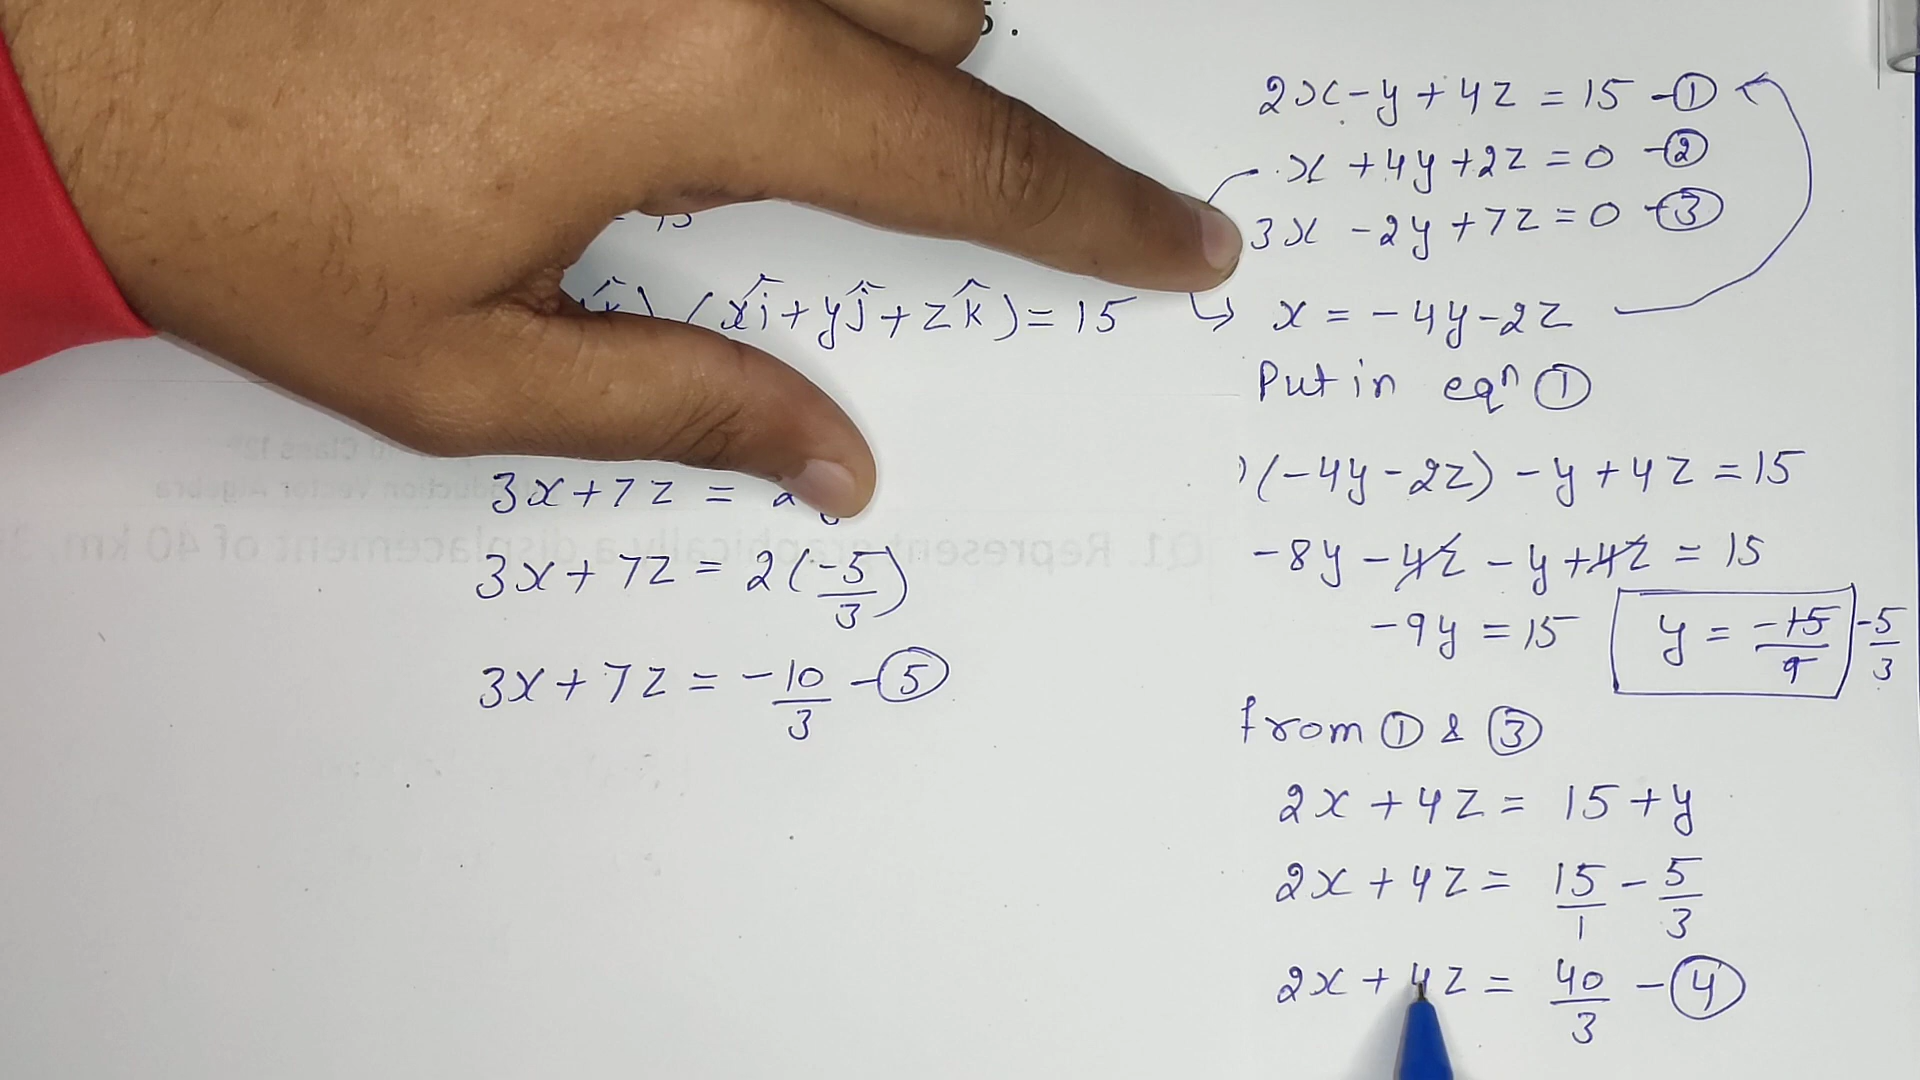 5.
= 15
k̂) . (xî + yĵ + zk̂) = 15
3x + 7z = 2
3x + 7z = 2(-5/3)
3x + 7z = -10/3 - ⑤
2x - y + 4z = 15 - ①
x + 4y + 2z = 0 - ②
3x - 2y + 7z = 0 - ③
x = -4y - 2z
Put in eqⁿ ①
(-4y - 2z) - y + 4z = 15
-8y - 4z - y + 4z = 15
-9y = 15 y = -15/9 -5/3
from ① & ③
2x + 4z = 15 + y
2x + 4z = 15/1 - 5/3
2x + 4z = 40/3 - ④